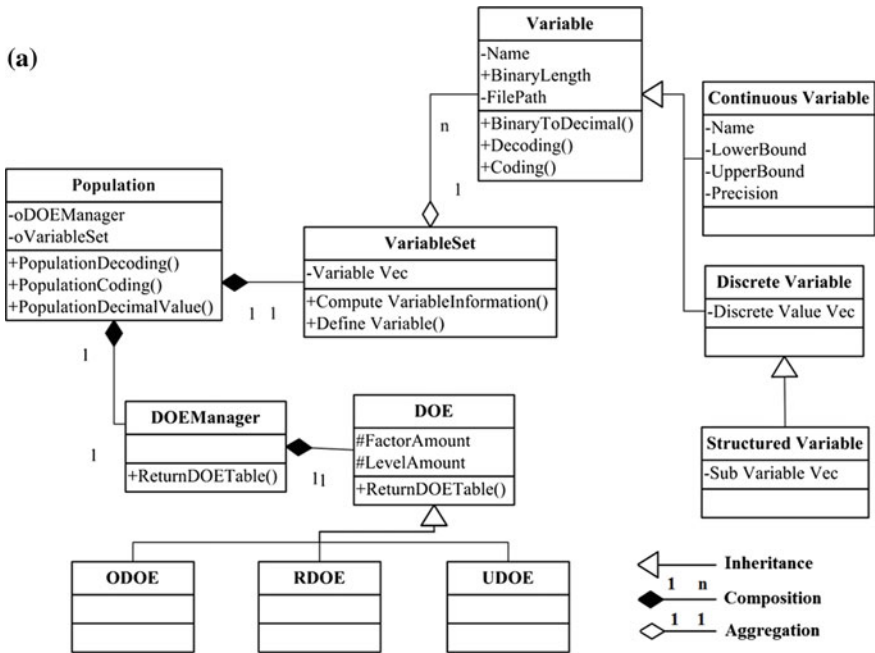 (a)
Variable
-Name
+BinaryLength
-FilePath
+BinaryToDecimal()
+Decoding()
+Coding()
Continuous Variable
-Name
-LowerBound
-UpperBound
-Precision
n
1
Population
-oDOEManager
-oVariableSet
+PopulationDecoding()
+PopulationCoding()
+PopulationDecimalValue()
1 1
VariableSet
-Variable Vec
+Compute VariableInformation()
+Define Variable()
Discrete Variable
-Discrete Value Vec
1
1
DOEManager
+ReturnDOETable()
11
DOE
#FactorAmount
#LevelAmount
+ReturnDOETable()
Structured Variable
-Sub Variable Vec
ODOE
RDOE
UDOE
Inheritance
1 n
Composition
1 1
Aggregation